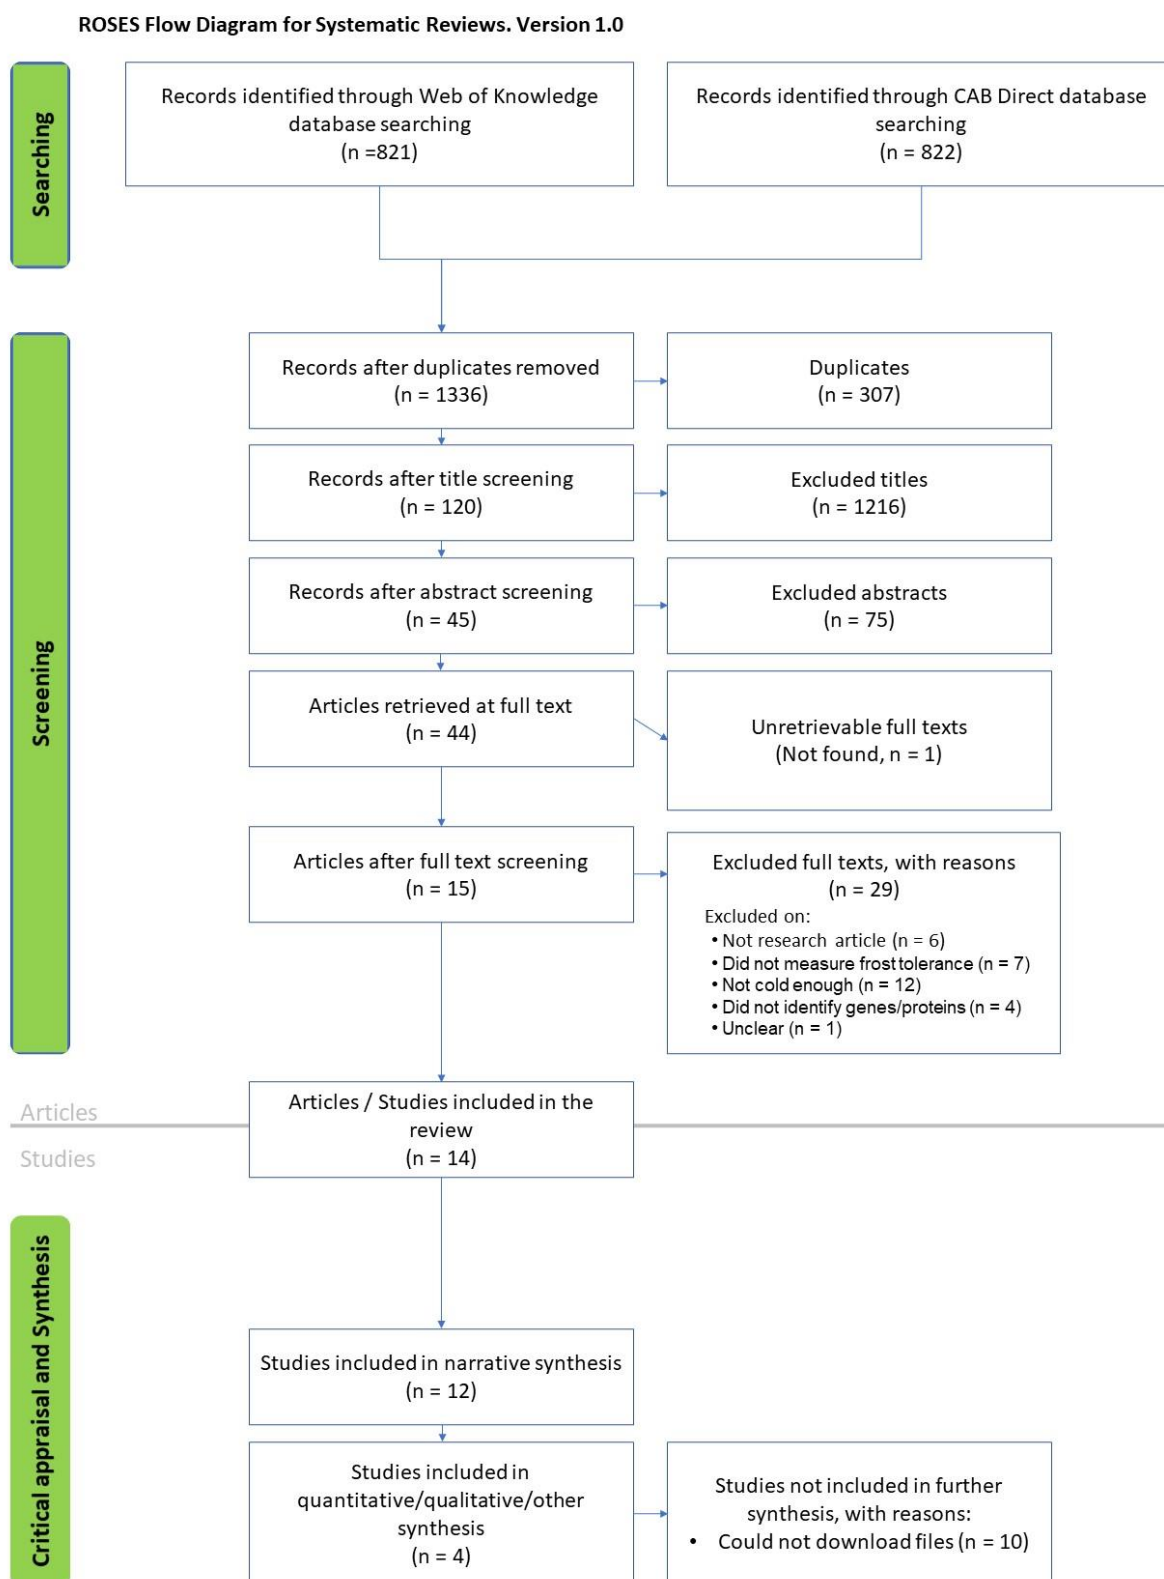 ROSES Flow Diagram for Systematic Reviews. Version 1.0
Searching
Records identified through Web of Knowledge
database searching
(n =821)
Records identified through CAB Direct database
searching
(n = 822)
Screening
Records after duplicates removed
(n = 1336)
Duplicates
(n = 307)
Records after title screening
(n = 120)
Excluded titles
(n = 1216)
Records after abstract screening
(n = 45)
Excluded abstracts
(n = 75)
Articles retrieved at full text
(n = 44)
Unretrievable full texts
(Not found, n = 1)
Articles after full text screening
(n = 15)
Excluded full texts, with reasons
(n = 29)
Excluded on:
• Not research article (n = 6)
• Did not measure frost tolerance (n = 7)
• Not cold enough (n = 12)
• Did not identify genes/proteins (n = 4)
• Unclear (n = 1)
Articles / Studies included in the
review
(n = 14)
Articles
Studies
Critical appraisal and Synthesis
Studies included in narrative synthesis
(n = 12)
Studies included in
quantitative/qualitative/other
synthesis
(n = 4)
Studies not included in further
synthesis, with reasons:
• Could not download files (n = 10)